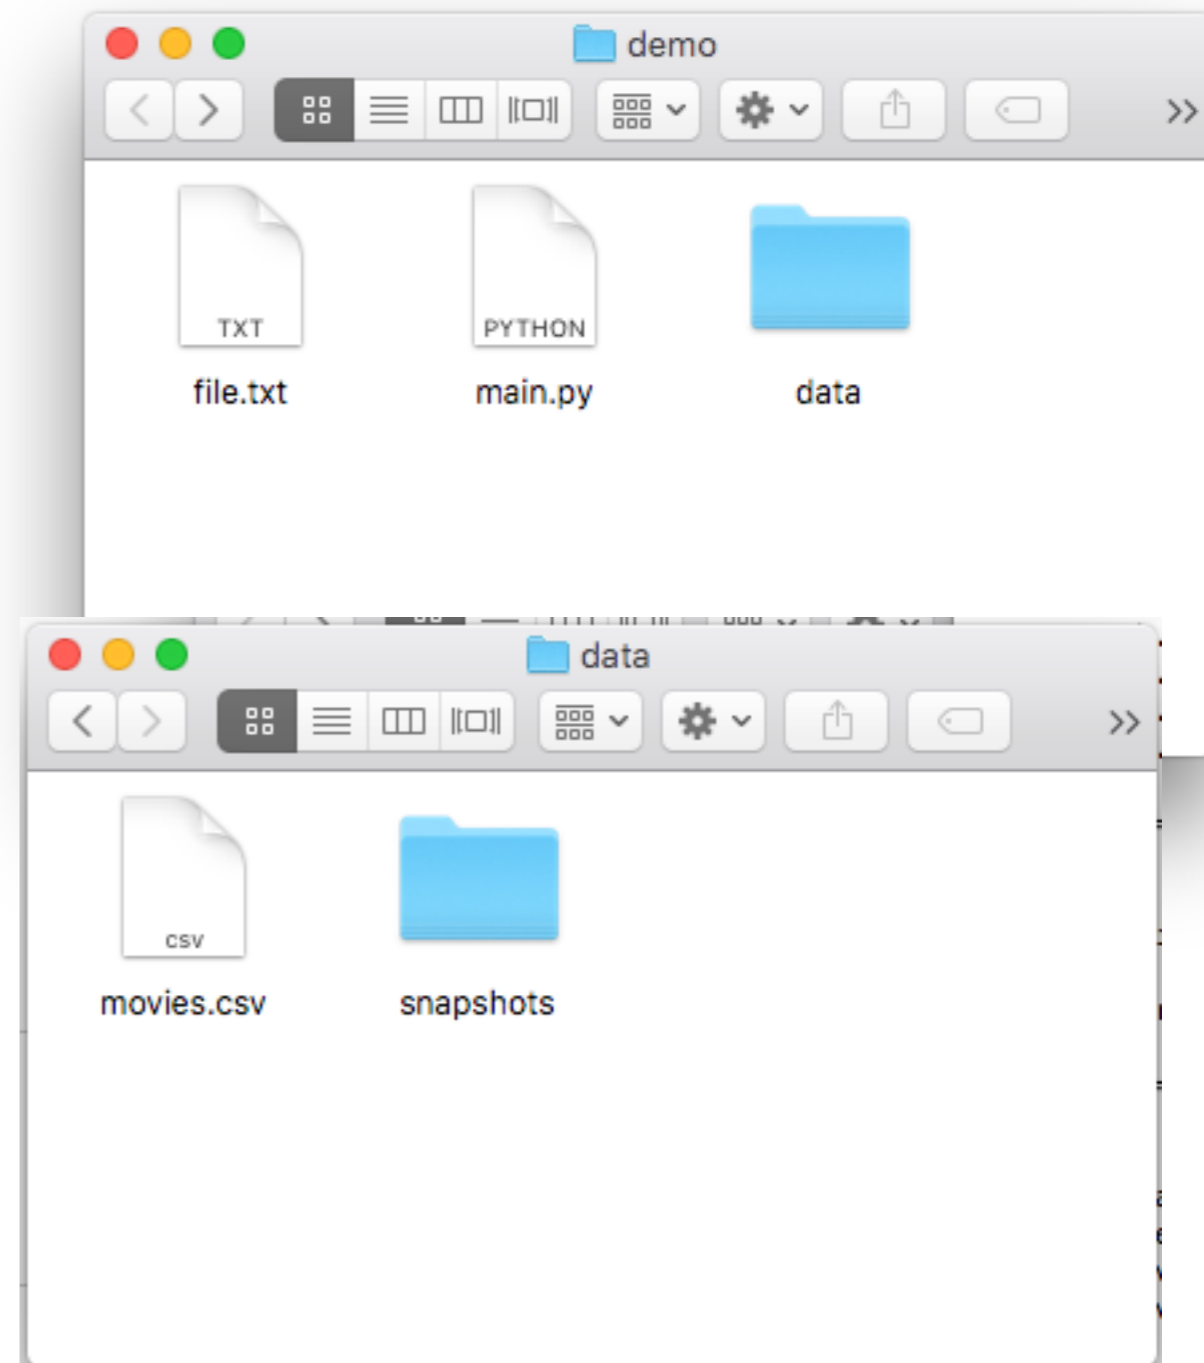 demo
TXT
PYTHON
file.txt
main.py
data
data
csv
movies.csv
snapshots